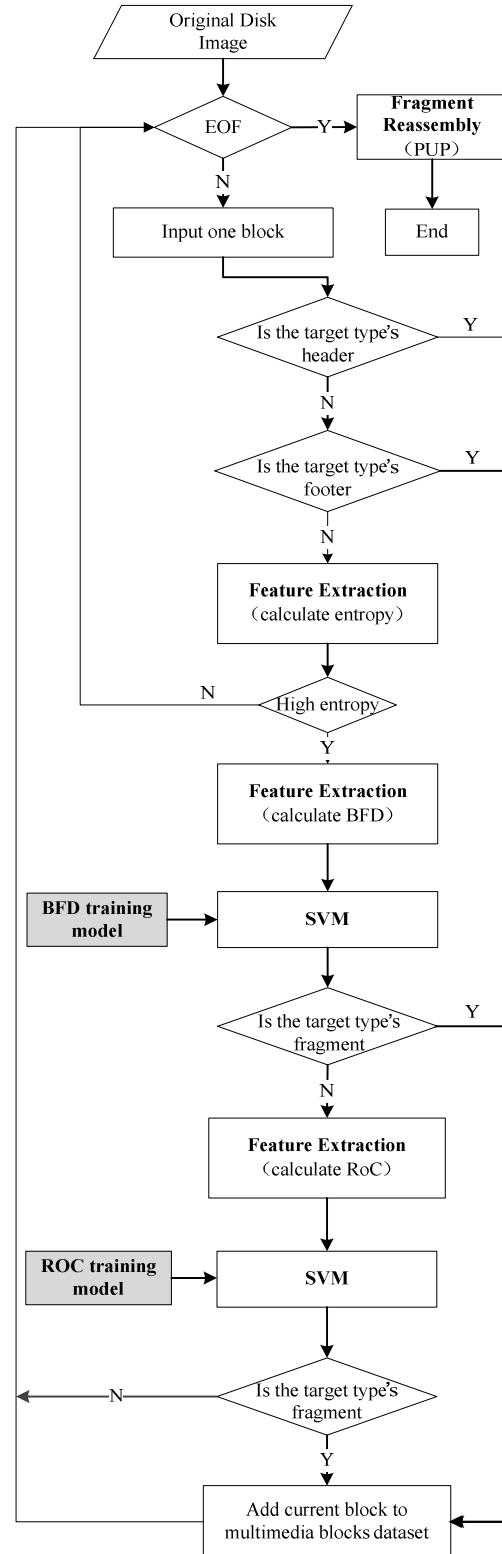 Original Disk
Image
EOF
Y
Fragment
Reassembly
（PUP）
N
End
Input one block
Is the target type’s
header
Y
N
Is the target type’s
footer
Y
N
Feature Extraction
（calculate entropy）
N
High entropy
Y
Feature Extraction
（calculate BFD）
BFD training
model
SVM
Is the target type’s
fragment
Y
N
Feature Extraction
（calculate RoC）
ROC training
model
SVM
N
Is the target type’s
fragment
Y
Add current block to
multimedia blocks dataset